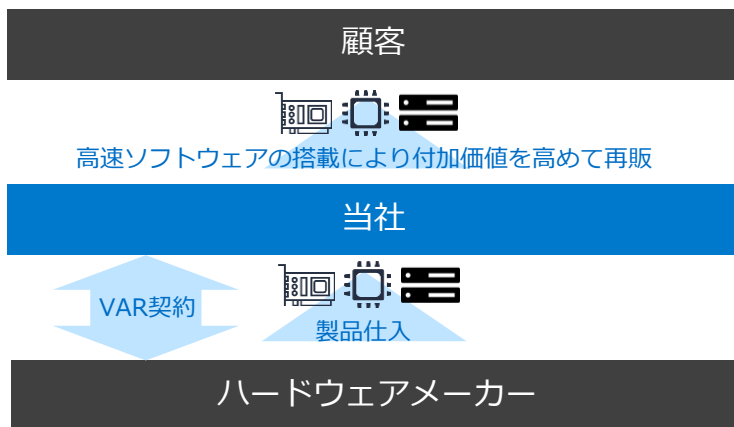 顧客
高速ソフトウェアの搭載により付加価値を高めて再販
当社
VAR契約
製品仕入
ハードウェアメーカー